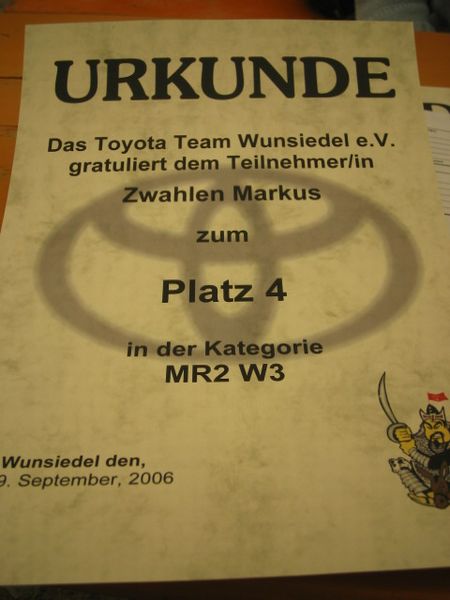 URKUNDE
Das Toyota Team Wunsiedel e.V.
gratuliert dem Teilnehmer/in
Zwahlen Markus
zum
Platz 4
in der Kategorie
MR2 W3
Wunsiedel den,
9. September, 2006